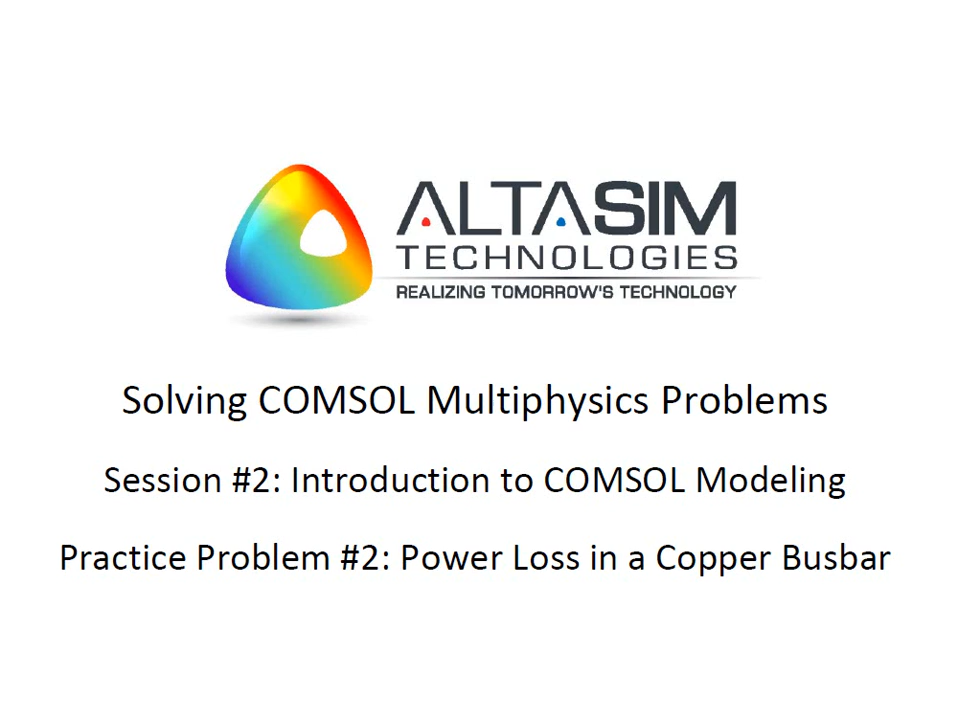 ALTASIM
TECHNOLOGIES
REALIZING TOMORROW'S TECHNOLOGY
Solving COMSOL Multiphysics Problems
Session #2: Introduction to COMSOL Modeling
Practice Problem #2: Power Loss in a Copper Busbar